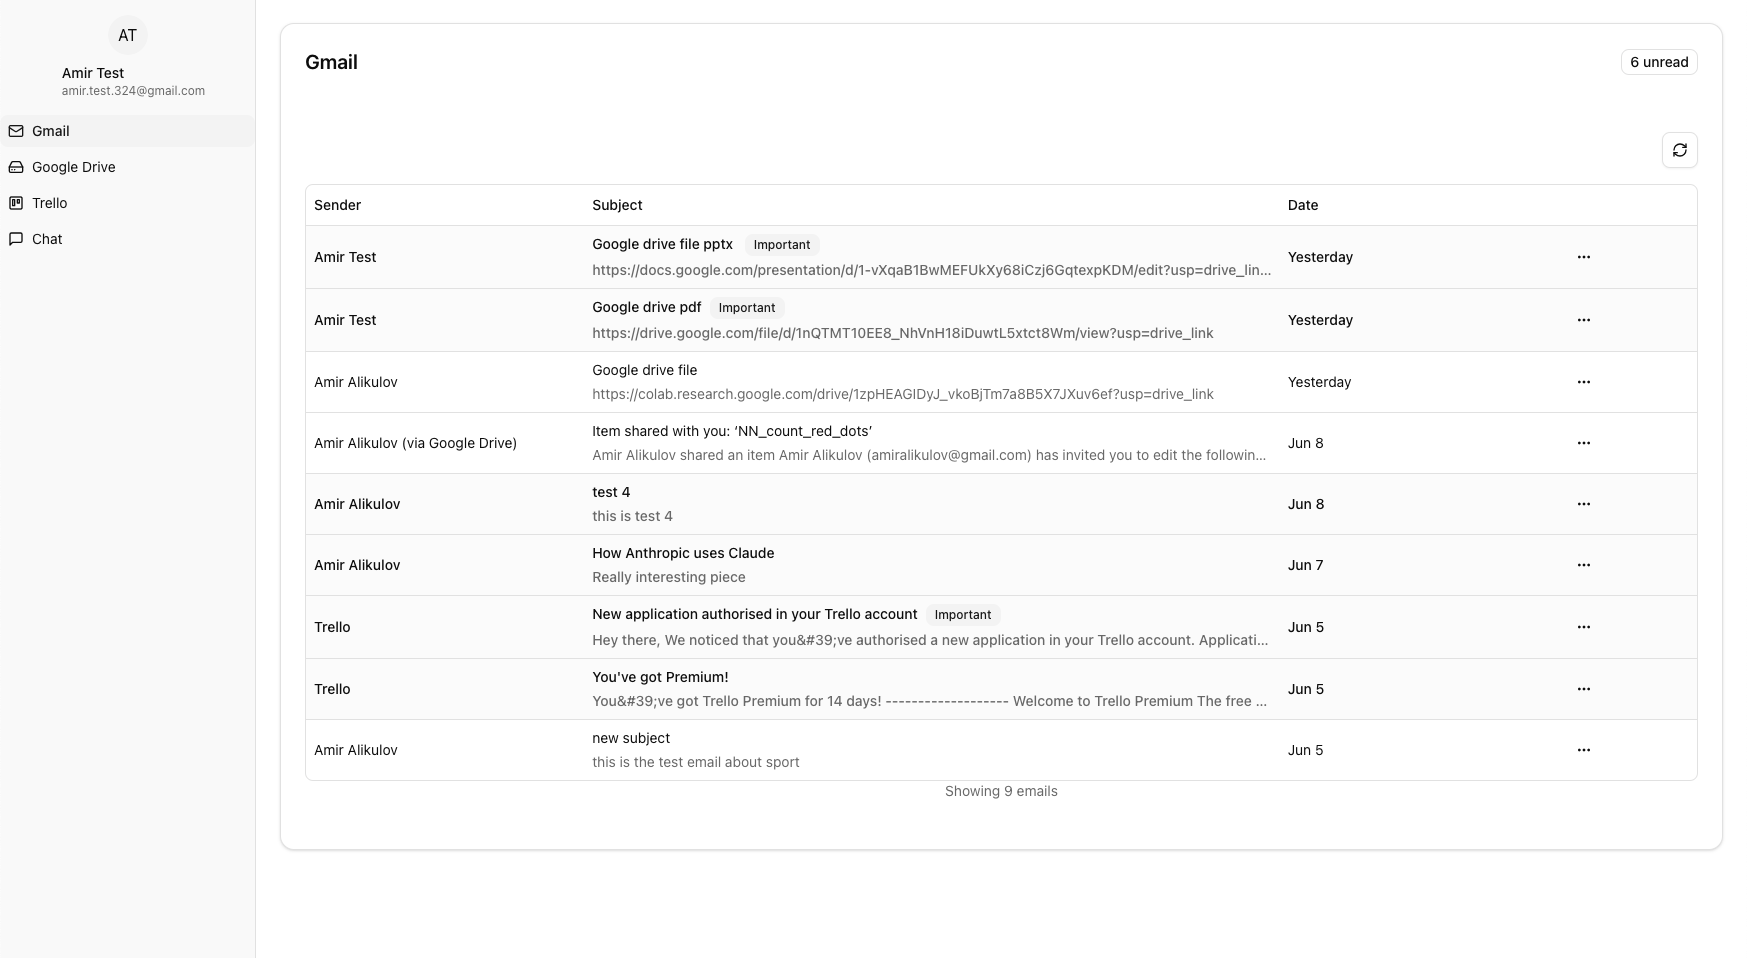 AT
Amir Test
amir.test.324@gmail.com
Gmail
Google Drive
Trello
Chat
Gmail
6 unread
Sender Subject Date
Google drive file pptx Important
Amir Test Yesterday
https://docs.google.com/presentation/d/1-vXqaB1BwMEFUkXy68iCzj6GqtexpKDM/edit?usp=drive_lin...
Google drive pdf Important
Amir Test Yesterday
https://drive.google.com/file/d/1nQTMT10EE8_NhVnH18iDuwtL5xtct8Wm/view?usp=drive_link
Google drive file
Amir Alikulov Yesterday
https://colab.research.google.com/drive/1zpHEAGIDyJ_vkoBjTm7a8B5X7JXuv6ef?usp=drive_link
Item shared with you: ‘NN_count_red_dots’
Amir Alikulov (via Google Drive) Jun 8
Amir Alikulov shared an item Amir Alikulov (amiralikulov@gmail.com) has invited you to edit the followin...
test 4
Amir Alikulov Jun 8
this is test 4
How Anthropic uses Claude
Amir Alikulov Jun 7
Really interesting piece
New application authorised in your Trello account Important
Trello Jun 5
Hey there, We noticed that you&#39;ve authorised a new application in your Trello account. Applicati...
You've got Premium!
Trello Jun 5
You&#39;ve got Trello Premium for 14 days! ------------------- Welcome to Trello Premium The free ...
new subject
Amir Alikulov Jun 5
this is the test email about sport
Showing 9 emails